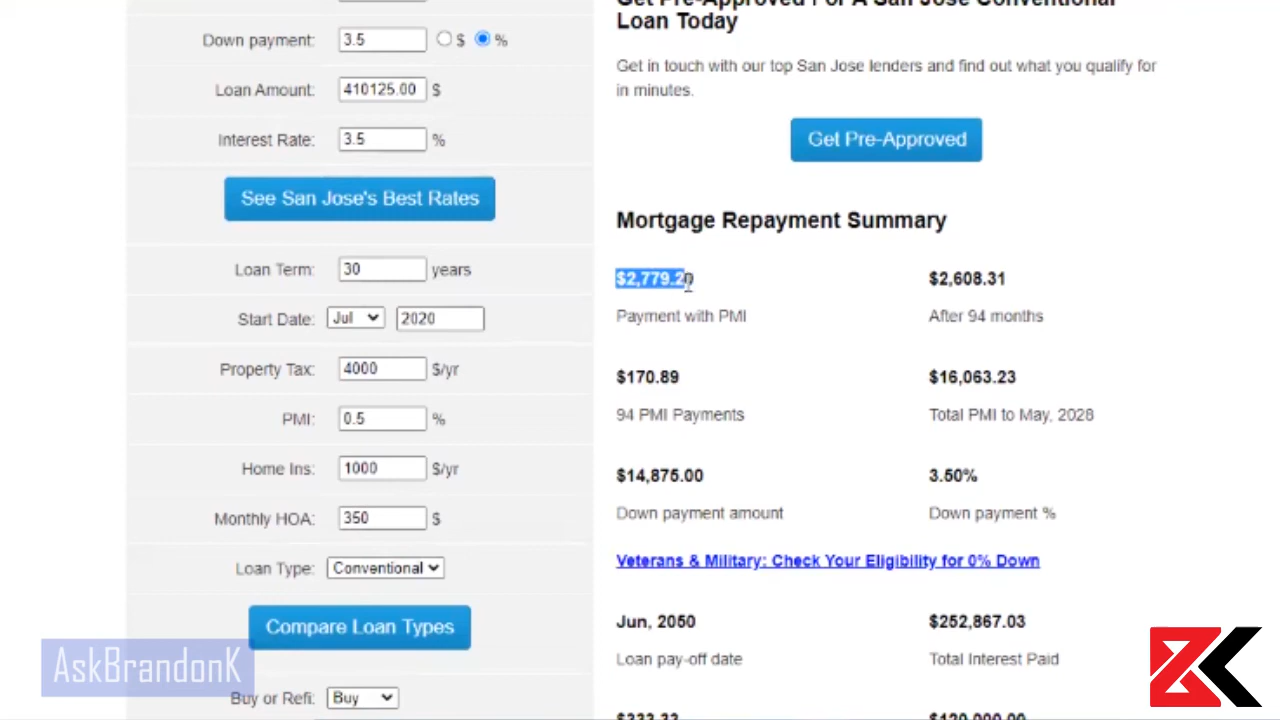 Get Pre-Approved For A San Jose Conventional
Loan Today
Down payment: 3.5 $ %
Get in touch with our top San Jose lenders and find out what you qualify for
in minutes.
Loan Amount: 410125.00 $
Interest Rate: 3.5 %
Get Pre-Approved
See San Jose's Best Rates
Mortgage Repayment Summary
Loan Term: 30 years
$2,779.20 $2,608.31
Payment with PMI After 94 months
Start Date: Jul 2020
Property Tax: 4000 $/yr
$170.89 $16,063.23
94 PMI Payments Total PMI to May, 2028
PMI: 0.5 %
Home Ins: 1000 $/yr
$14,875.00 3.50%
Down payment amount Down payment %
Monthly HOA: 350 $
Veterans & Military: Check Your Eligibility for 0% Down
Loan Type: Conventional
Compare Loan Types
Jun, 2050 $252,867.03
Loan pay-off date Total Interest Paid
AskBrandonK
Buy or Refi: Buy
$333.33 $120,000.00
K